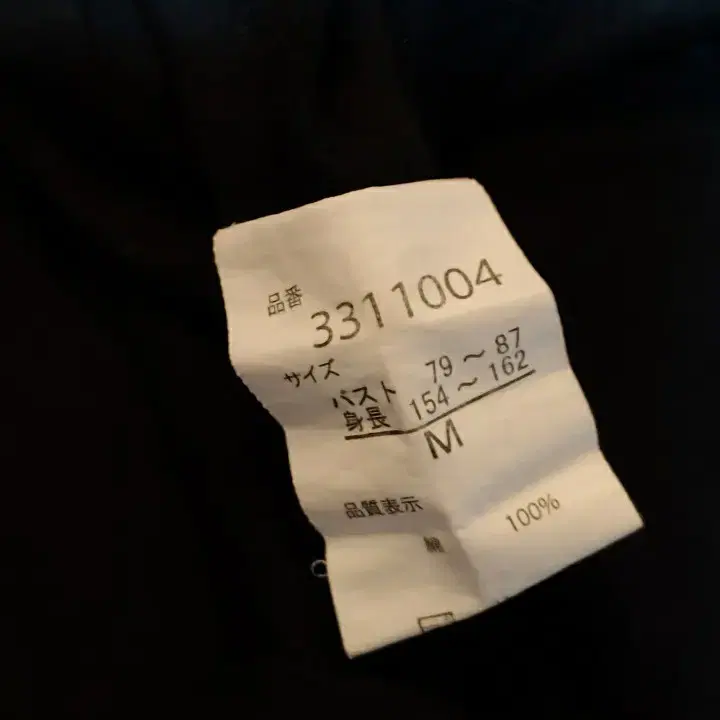 品番
3311004
サイズ
バスト 79～87
身長 154～162
M
品質表示
綿 100%